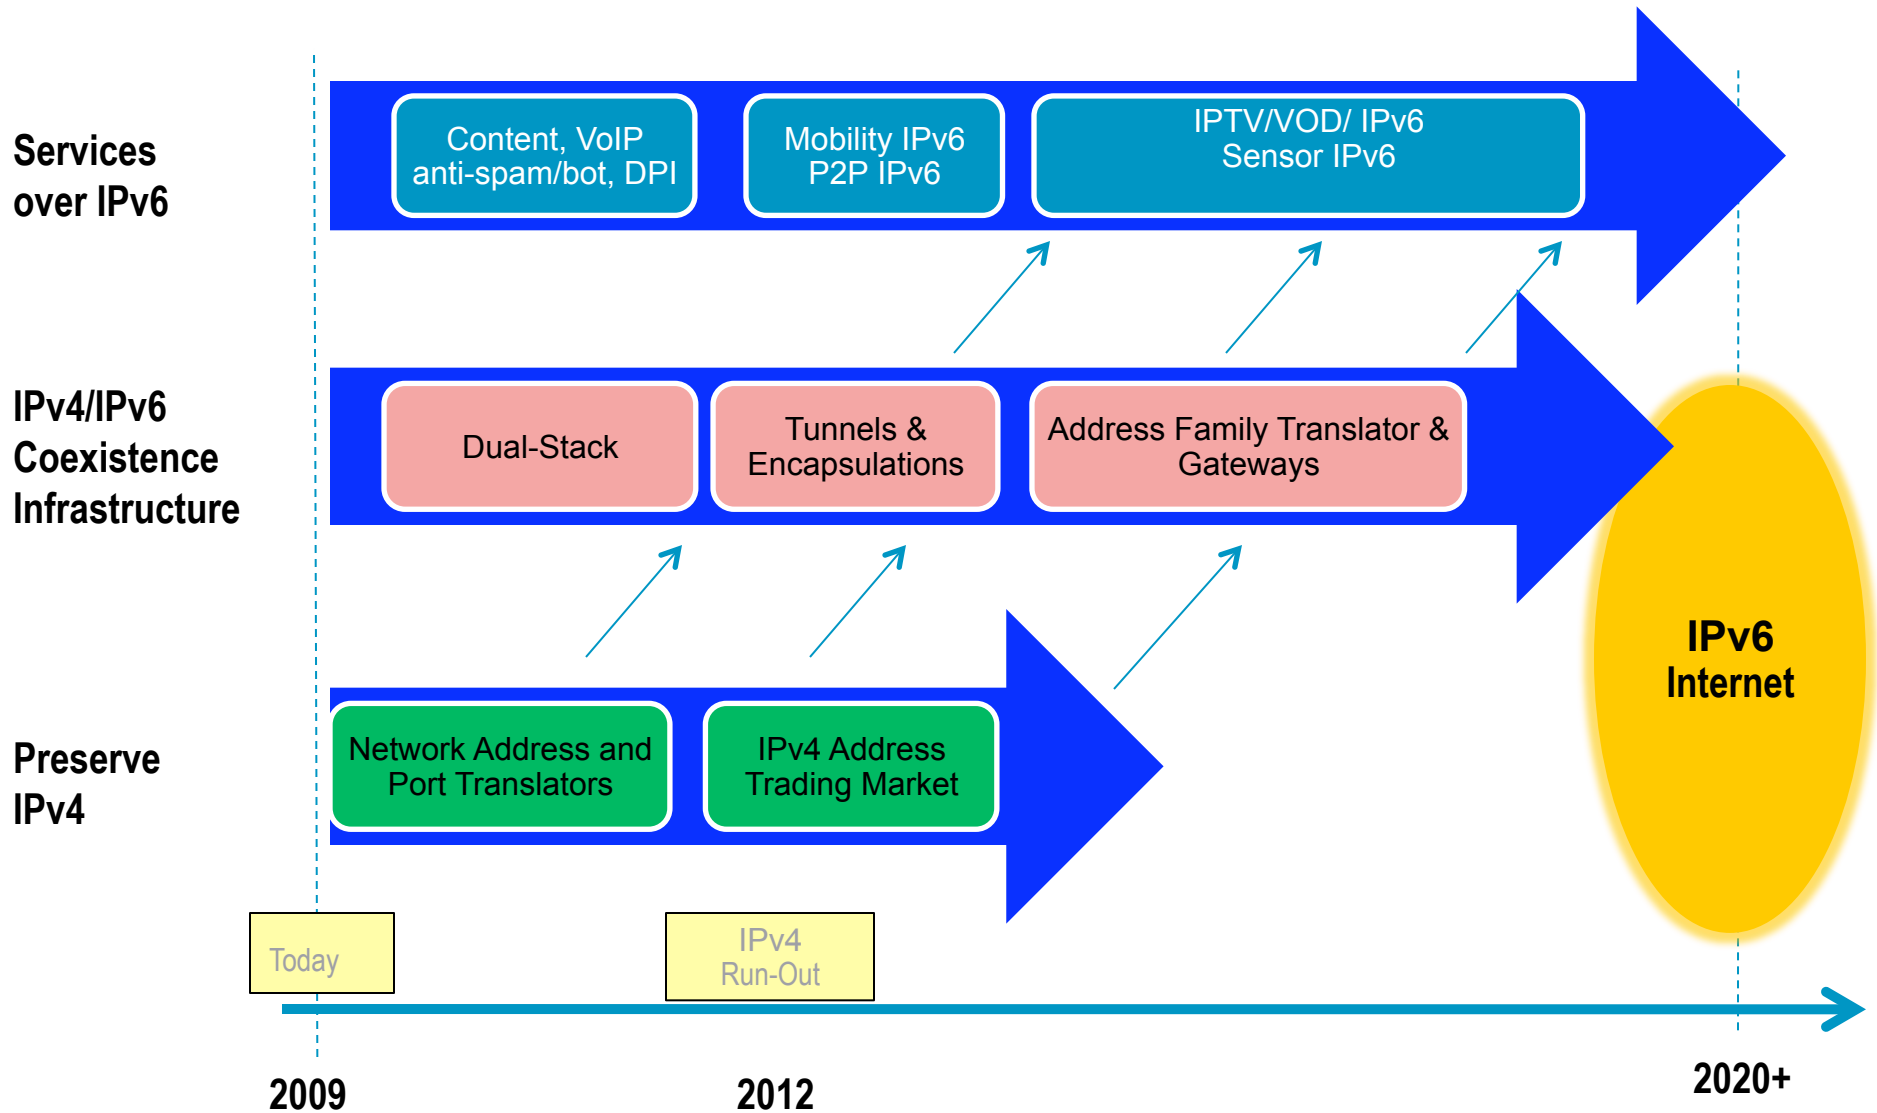 Services
over IPv6
Content, VoIP
anti-spam/bot, DPI
Mobility IPv6
P2P IPv6
IPTV/VOD/ IPv6
Sensor IPv6
IPv4/IPv6
Coexistence
Infrastructure
Dual-Stack
Tunnels &
Encapsulations
Address Family Translator &
Gateways
IPv6
Internet
Preserve
IPv4
Network Address and
Port Translators
IPv4 Address
Trading Market
Today
IPv4
Run-Out
2009
2012
2020+